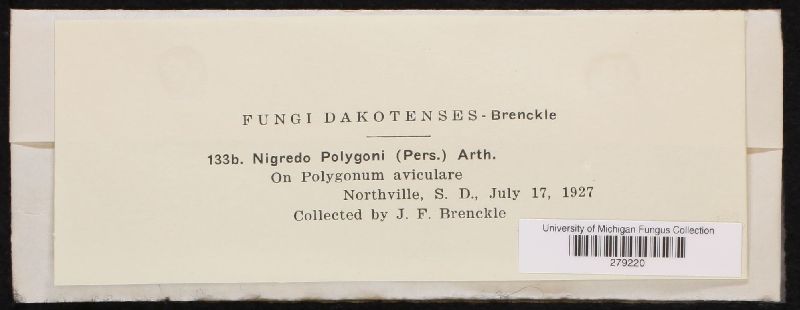 FUNGI DAKOTENSES - Brenckle
133b. Nigredo Polygoni (Pers.) Arth.
On Polygonum aviculare
Northville, S. D., July 17, 1927
Collected by J. F. Brenckle
University of Michigan Fungus Collection
279220